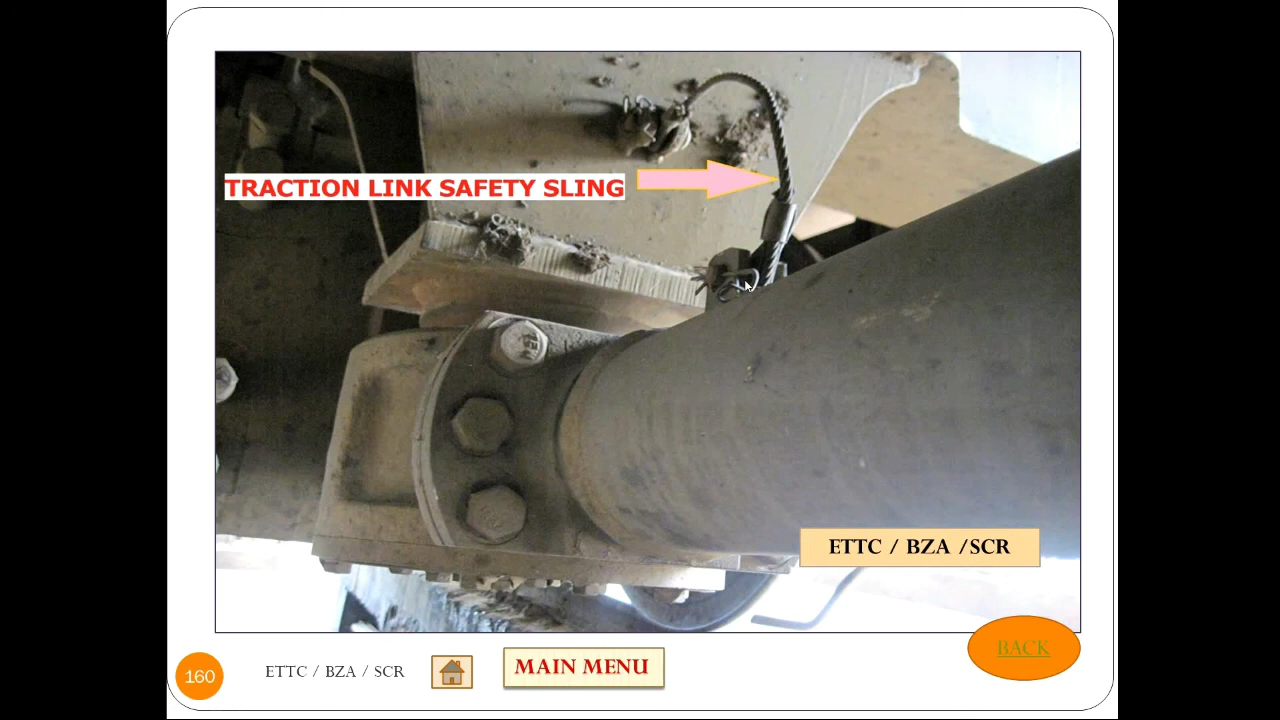 TRACTION LINK SAFETY SLING
ETTC / BZA /SCR
BACK
160
ETTC / BZA / SCR
MAIN MENU